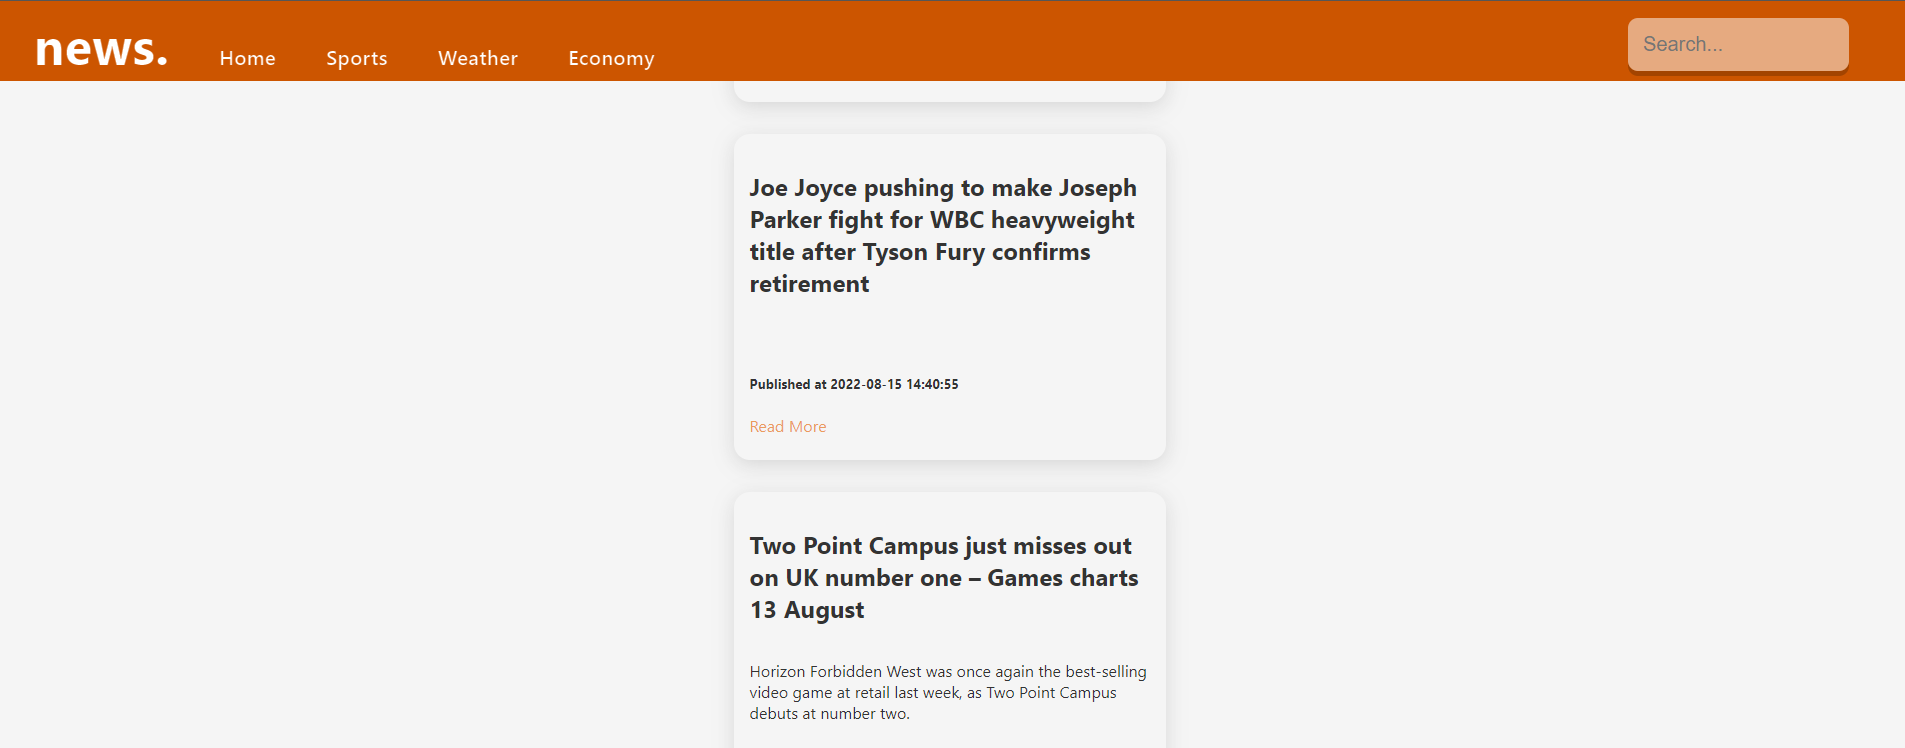 news.
Home
Sports
Weather
Economy
Search...
Joe Joyce pushing to make Joseph
Parker fight for WBC heavyweight
title after Tyson Fury confirms
retirement
Published at 2022-08-15 14:40:55
Read More
Two Point Campus just misses out
on UK number one – Games charts
13 August
Horizon Forbidden West was once again the best-selling
video game at retail last week, as Two Point Campus
debuts at number two.